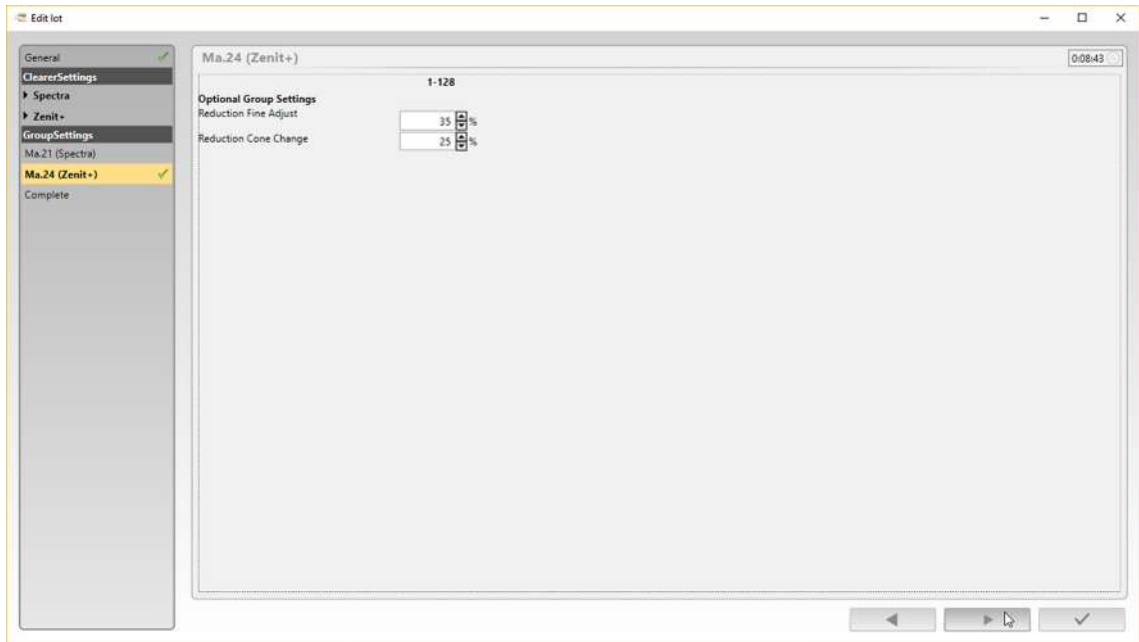 Edit lot
General
ClearerSettings
Spectra
Zenit+
GroupSettings
Ma.21 (Spectra)
Ma.24 (Zenit+)
Complete
Ma.24 (Zenit+)
0:08:43
1-128
Optional Group Settings
Reduction Fine Adjust 35 %
Reduction Cone Change 25 %